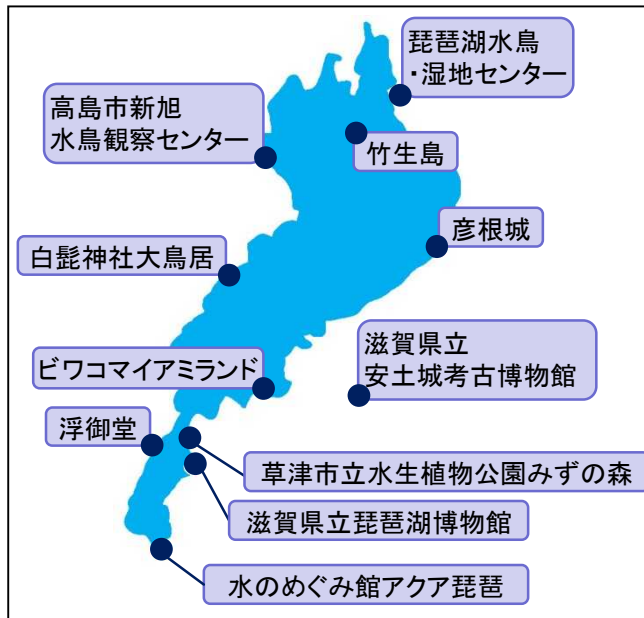 琵琶湖水鳥
・湿地センター
高島市新旭
水鳥観察センター
竹生島
彦根城
白髭神社大鳥居
滋賀県立
安土城考古博物館
ビワコマイアミランド
浮御堂
草津市立水生植物公園みずの森
滋賀県立琵琶湖博物館
水のめぐみ館アクア琵琶